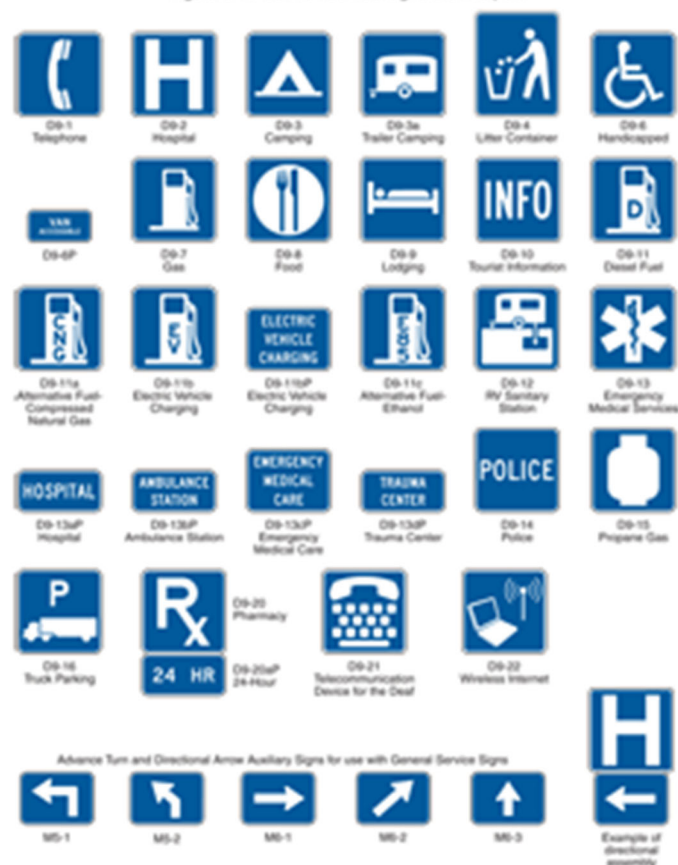 H
D9-1
Telephone
D9-2
Hospital
D9-3
Camping
D9-3a
Trailer Camping
D9-4
Litter Container
D9-6
Handicapped
VAN
ACCESSIBLE
INFO
D
D9-6P
D9-7
Gas
D9-8
Food
D9-9
Lodging
D9-10
Tourist Information
D9-11
Diesel Fuel
CNG
EV
ELECTRIC
VEHICLE
CHARGING
E85
D9-11a
Alternative Fuel-
Compressed
Natural Gas
D9-11b
Electric Vehicle
Charging
D9-11bP
Electric Vehicle
Charging
D9-11c
Alternative Fuel-
Ethanol
D9-12
RV Sanitary
Station
D9-13
Emergency
Medical Services
HOSPITAL
AMBULANCE
STATION
EMERGENCY
MEDICAL
CARE
TRAUMA
CENTER
POLICE
D9-13aP
Hospital
D9-13bP
Ambulance Station
D9-13cP
Emergency
Medical Care
D9-13dP
Trauma Center
D9-14
Police
D9-15
Propane Gas
P
Rx
D9-20
Pharmacy
24 HR
D9-20aP
24-Hour
D9-16
Truck Parking
D9-21
Telecommunication
Device for the Deaf
D9-22
Wireless Internet
H
Advance Turn and Directional Arrow Auxiliary Signs for use with General Service Signs
M5-1
M5-2
M6-1
M6-2
M6-3
Example of
directional
assembly